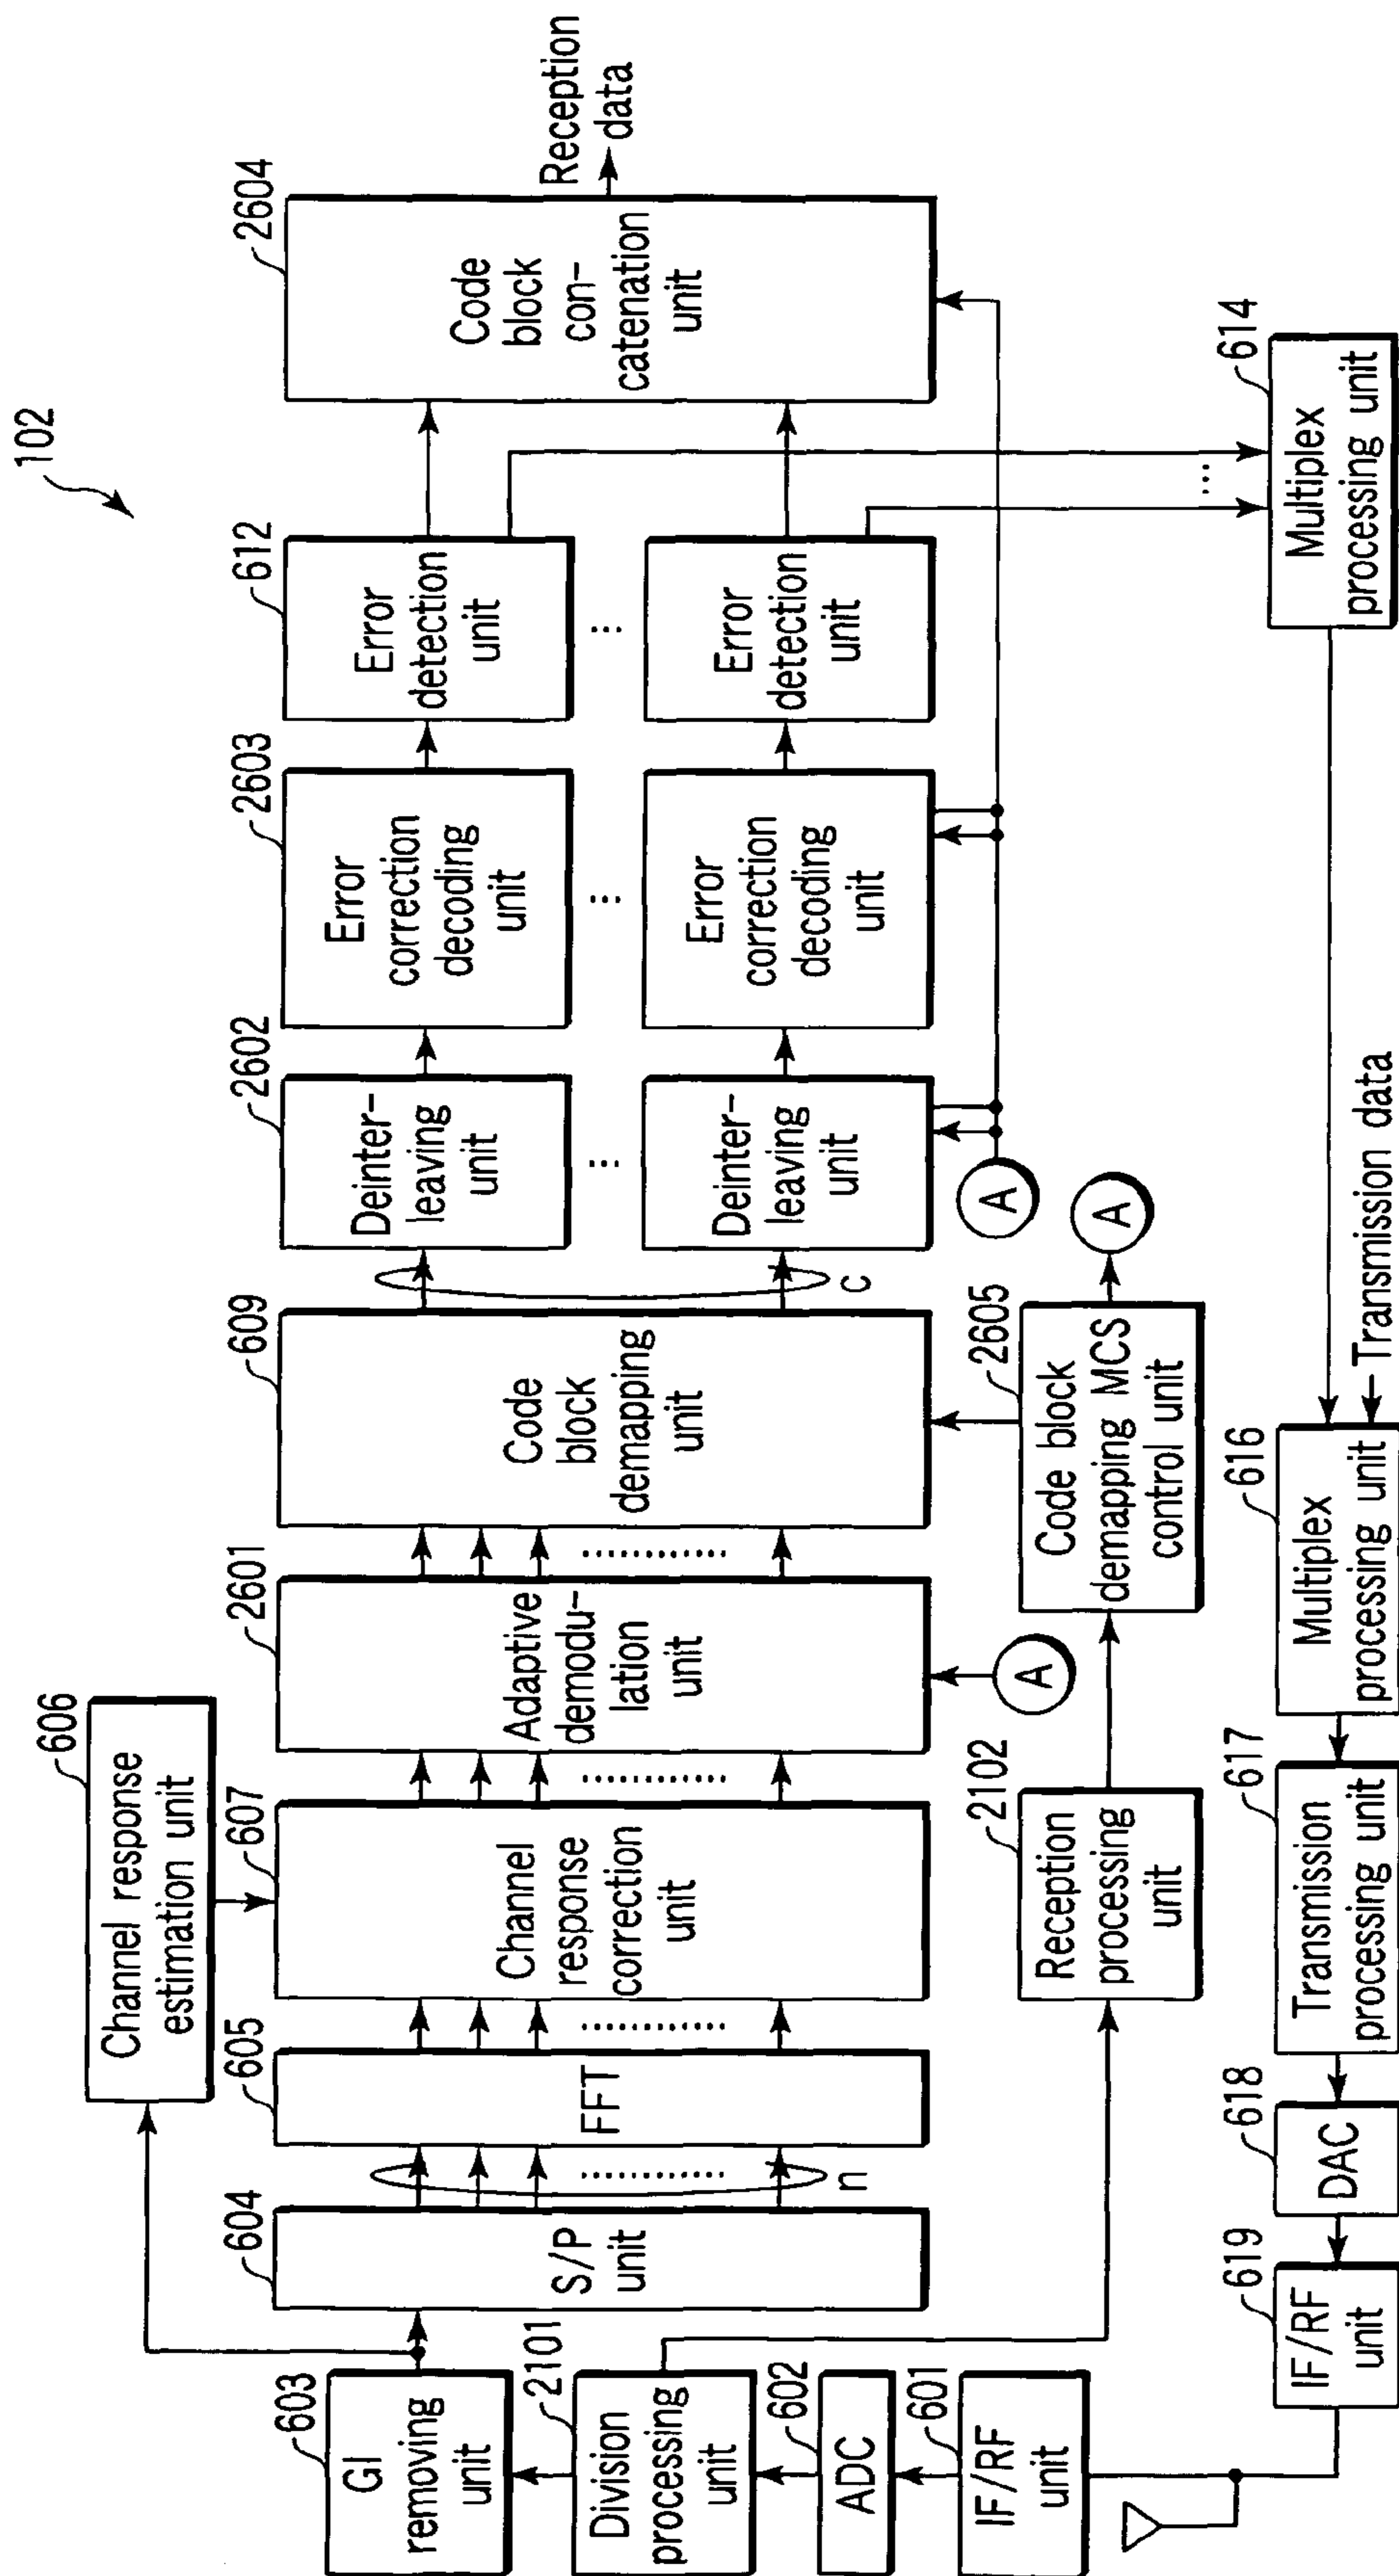 102
606
Channel response
estimation unit
603
GI
removing
unit
604
S/P
unit
n
605
FFT
607
Channel
response
correction
unit
2601
Adaptive
demodu-
lation
unit
609
Code
block
demapping
unit
C
2602
Deinter-
leaving
unit
2603
Error
correction
decoding
unit
612
Error
detection
unit
2604
Code
block
con-
catenation
unit
Reception
data
Deinter-
leaving
unit
Error
correction
decoding
unit
Error
detection
unit
2101
Division
processing
unit
602
ADC
601
IF/RF
unit
2102
Reception
processing
unit
A
2605
Code block
demapping MCS
control unit
A
A
614
Multiplex
processing unit
619
IF/RF
unit
618
DAC
617
Transmission
processing unit
616
Multiplex
processing unit
Transmission data